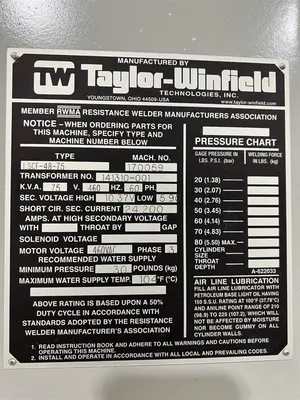 MANUFACTURED BY
TW Taylor-Winfield
TECHNOLOGIES, INC.
YOUNGSTOWN, OHIO 44509-USA
www.taylor-winfield.com
MEMBER RWMA RESISTANCE WELDER MANUFACTURERS ASSOCIATION
NOTICE – WHEN ORDERING PARTS FOR
THIS MACHINE, SPECIFY TYPE AND
MACHINE NUMBER BELOW
TYPE MACH. NO.
170059
TRANSFORMER NO. 141310-001
K.V.A. 75 V. 460 HZ. 60 PH.
SEC. VOLTAGE HIGH 10.37V LOW
SHORT CIR. SEC. CURRENT 24,200
AMPS. AT HIGH SECONDARY VOLTAGE
WITH THROAT BY GAP
SOLENOID VOLTAGE
MOTOR VOLTAGE 460VAC PHASE 3
RECOMMENDED WATER SUPPLY
MINIMUM PRESSURE 30 POUNDS (kg)
MAXIMUM WATER SUPPLY TEMP. 104 °F (°C)
ABOVE RATING IS BASED UPON A 50%
DUTY CYCLE IN ACCORDANCE WITH
STANDARDS ADOPTED BY THE RESISTANCE
WELDER MANUFACTURER'S ASSOCIATION
1. READ INSTRUCTION BOOK AND ADHERE TO ALL WARNINGS AND CAUTIONS BEFORE
OPERATING THIS MACHINE.
2. INSTALL AND OPERATE IN ACCORDANCE WITH ALL LOCAL AND PREVAILING CODES.
PRESSURE CHART
GAGE PRESSURE IN WELDING FORCE
LBS. P.S.I. (bar) IN LBS. (kg)
20 (1.38)
30 (2.07)
40 (2.76)
50 (3.45)
60 (4.14)
70 (4.83)
80 (5.50) MAX.
CYLINDER
SIZE
THROAT
DEPTH
A-622033
AIR LINE LUBRICATION
FILL AIR LINE LUBRICATOR WITH
PETROLEUM BASE LIGHT OIL HAVING
150 S.S.U. RATING AT 100°F (37.78°C)
AND AN ANILINE POINT RANGE OF 210
(98.9) TO 225 (107.2), WHICH WILL NOT
BE AFFECTED BY MOISTURE
NOR BECOME GUMMY ON ALL
CYLINDER WALLS.